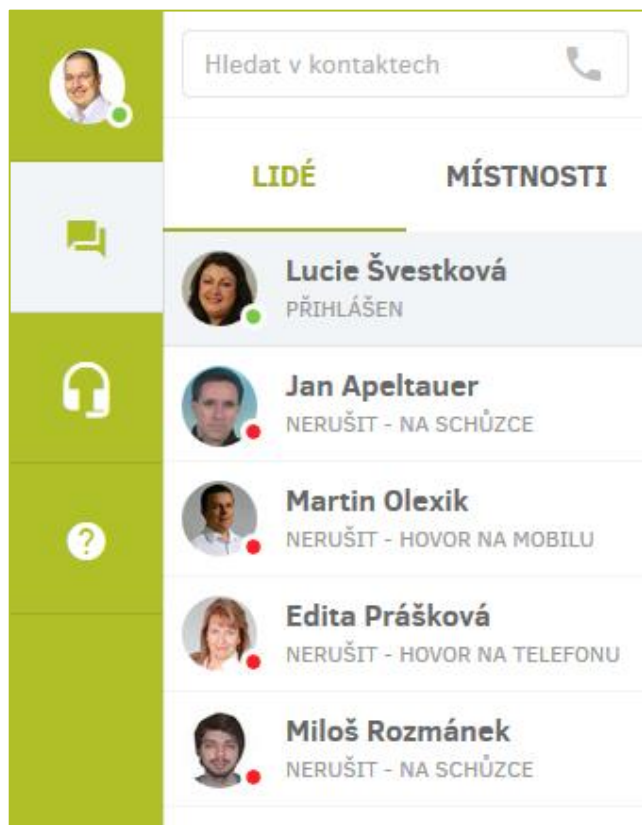 Hledat v kontaktech
LIDÉ MÍSTNOSTI
Lucie Švestková
PŘIHLÁŠEN
Jan Apeltauer
NERUŠIT - NA SCHŮZCE
Martin Olexik
NERUŠIT - HOVOR NA MOBILU
Edita Prášková
NERUŠIT - HOVOR NA TELEFONU
Miloš Rozmánek
NERUŠIT - NA SCHŮZCE